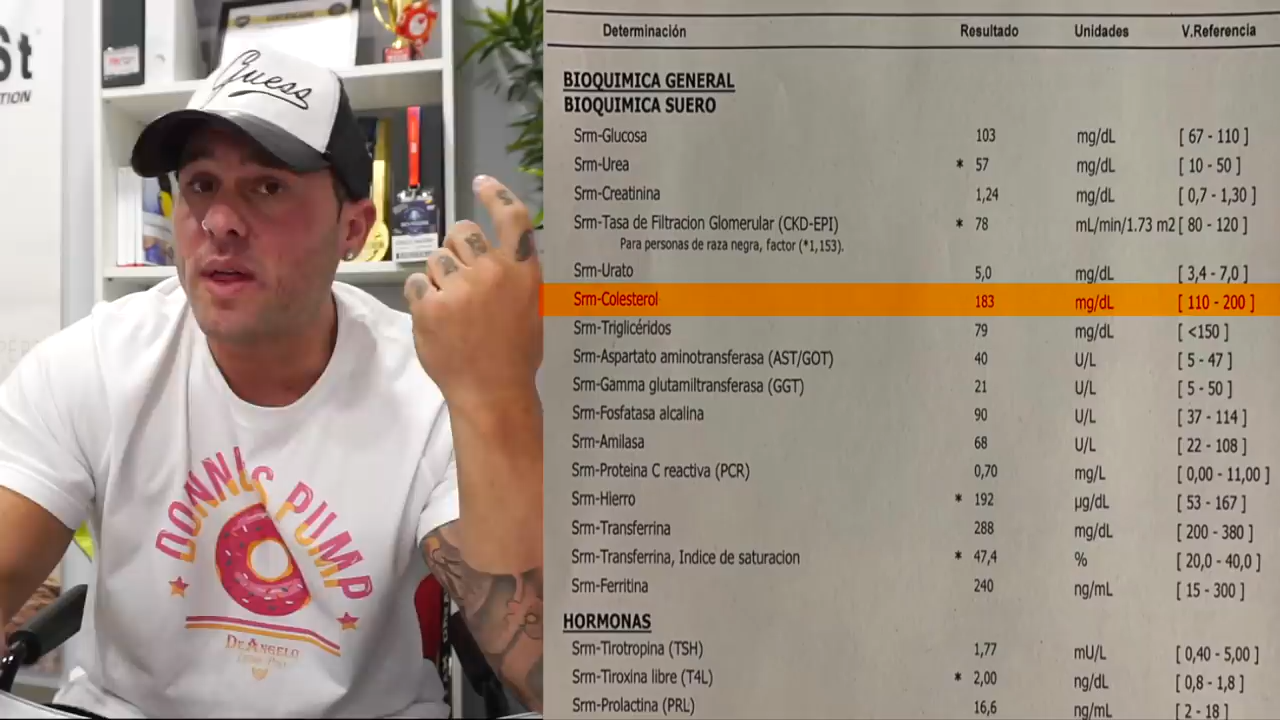 St
TION
Guess
DONNIS PUMP
DEANGELO
Determinación Resultado Unidades V.Referencia
BIOQUIMICA GENERAL
BIOQUIMICA SUERO
Srm-Glucosa 103 mg/dL [ 67 - 110 ]
Srm-Urea * 57 mg/dL [ 10 - 50 ]
Srm-Creatinina 1,24 mg/dL [ 0,7 - 1,30 ]
Srm-Tasa de Filtracion Glomerular (CKD-EPI) * 78 mL/min/1.73 m2 [ 80 - 120 ]
Para personas de raza negra, factor (*1,153).
Srm-Urato 5,0 mg/dL [ 3,4 - 7,0 ]
Srm-Colesterol 183 mg/dL [ 110 - 200 ]
Srm-Triglicéridos 79 mg/dL [ <150 ]
Srm-Aspartato aminotransferasa (AST/GOT) 40 U/L [ 5 - 47 ]
Srm-Gamma glutamiltransferasa (GGT) 21 U/L [ 5 - 50 ]
Srm-Fosfatasa alcalina 90 U/L [ 37 - 114 ]
Srm-Amilasa 68 U/L [ 22 - 108 ]
Srm-Proteina C reactiva (PCR) 0,70 mg/L [ 0,00 - 11,00 ]
Srm-Hierro * 192 µg/dL [ 53 - 167 ]
Srm-Transferrina 288 mg/dL [ 200 - 380 ]
Srm-Transferrina, Indice de saturacion * 47,4 % [ 20,0 - 40,0 ]
Srm-Ferritina 240 ng/mL [ 15 - 300 ]
HORMONAS
Srm-Tirotropina (TSH) 1,77 mU/L [ 0,40 - 5,00 ]
Srm-Tiroxina libre (T4L) * 2,00 ng/dL [ 0,8 - 1,8 ]
Srm-Prolactina (PRL) 16,6 ng/mL [ 2 - 18 ]